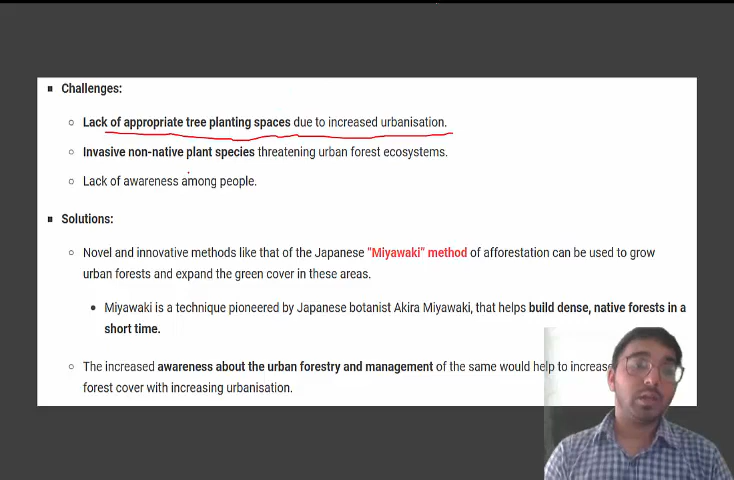 Challenges:
Lack of appropriate tree planting spaces due to increased urbanisation.
Invasive non-native plant species threatening urban forest ecosystems.
Lack of awareness among people.
Solutions:
Novel and innovative methods like that of the Japanese "Miyawaki" method of afforestation can be used to grow
urban forests and expand the green cover in these areas.
Miyawaki is a technique pioneered by Japanese botanist Akira Miyawaki, that helps build dense, native forests in a
short time.
The increased awareness about the urban forestry and management of the same would help to increase
forest cover with increasing urbanisation.